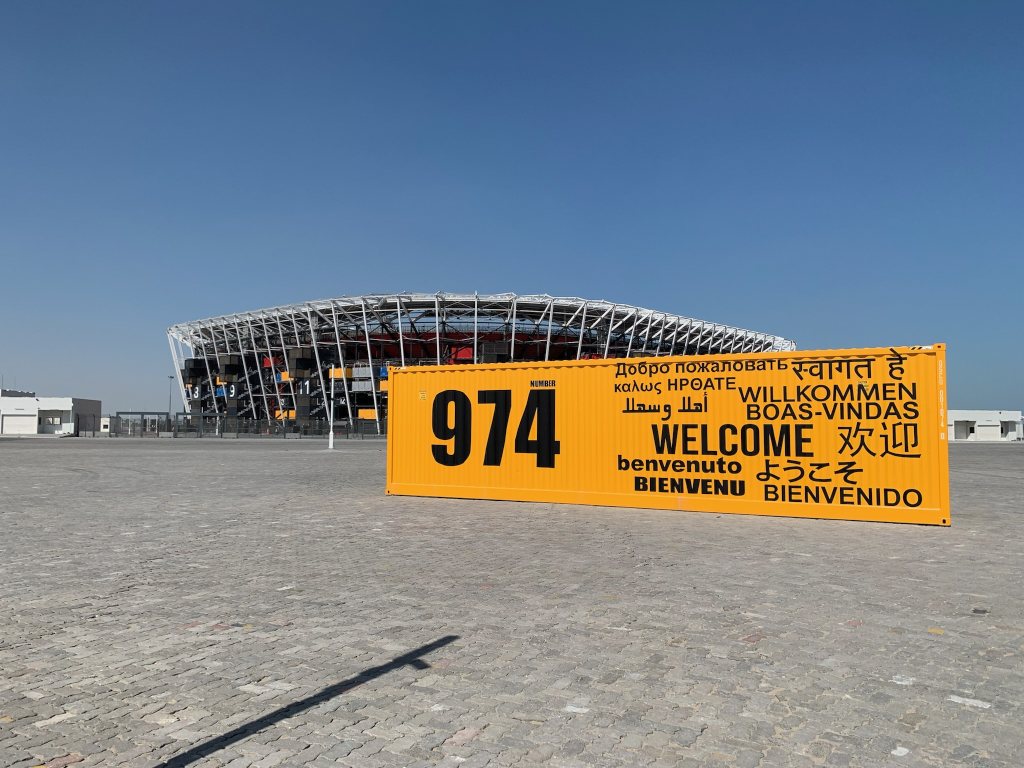 NUMBER
974
Добро пожаловать स्वागत हे
καλως ΗΡΘΑΤΕ WILLKOMMEN
أهلا وسهلا BOAS-VINDAS
WELCOME 欢迎
benvenuto ようこそ
BIENVENU BIENVENIDO